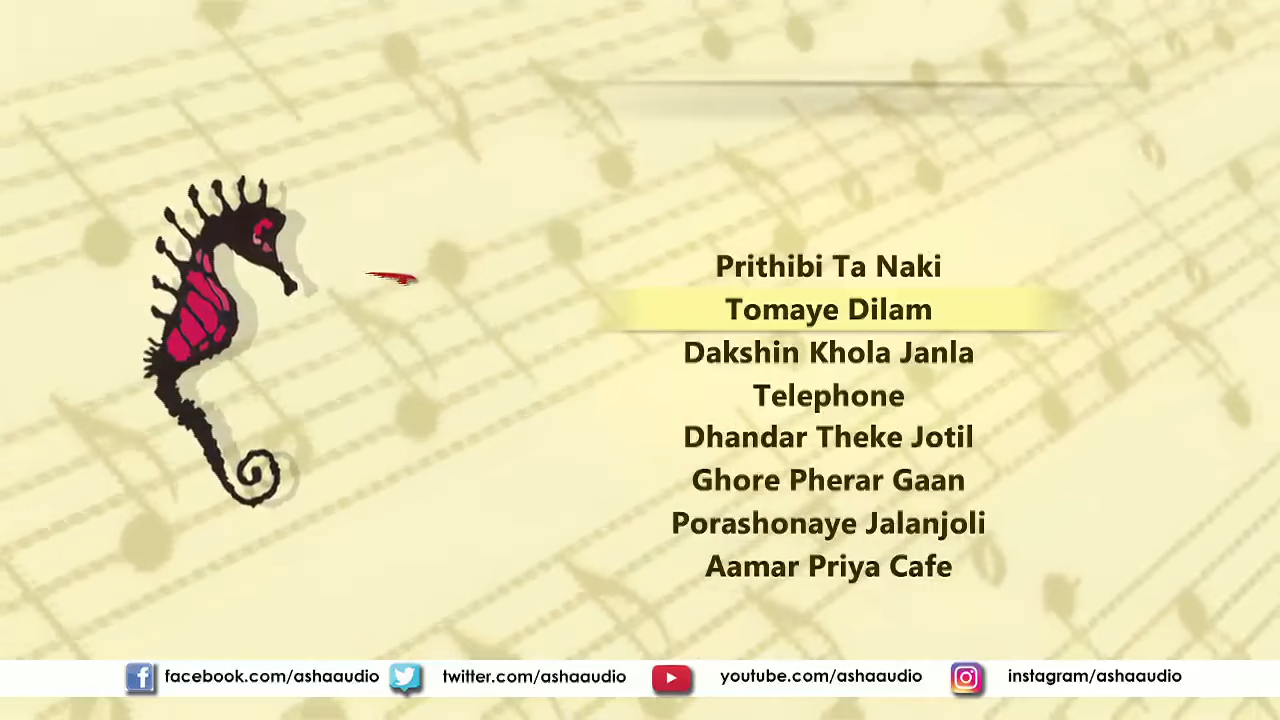 Prithibi Ta Naki
Tomaye Dilam
Dakshin Khola Janla
Telephone
Dhandar Theke Jotil
Ghore Pherar Gaan
Porashonaye Jalanjoli
Aamar Priya Cafe
facebook.com/ashaaudio twitter.com/ashaaudio youtube.com/ashaaudio instagram/ashaaudio